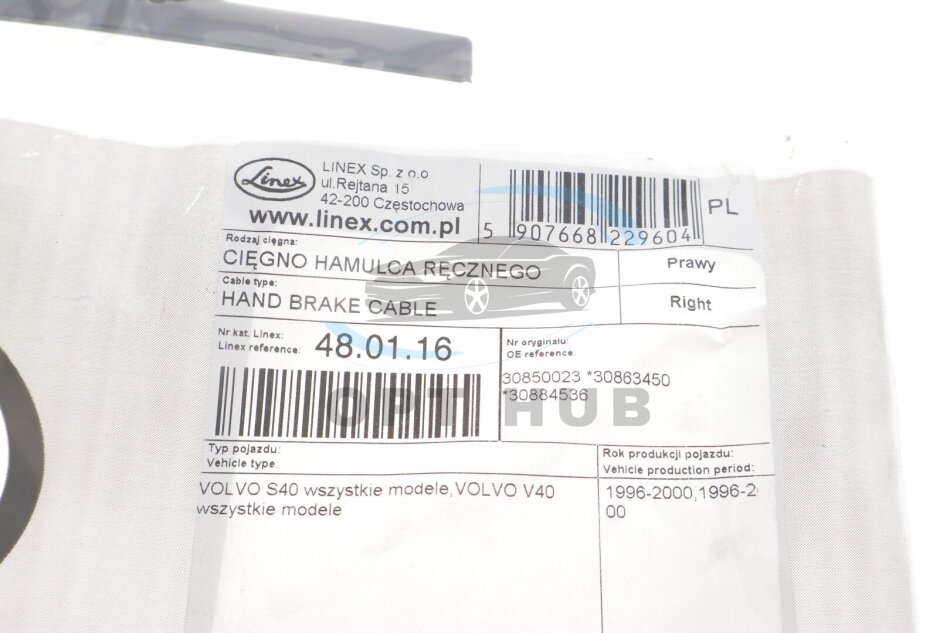 Linex
LINEX Sp. z o.o
ul.Rejtana 15
42-200 Częstochowa
www.linex.com.pl
5 907668 229604
PL
Rodzaj cięgna:
CIĘGNO HAMULCA RĘCZNEGO
Prawy
Cable type:
HAND BRAKE CABLE
Right
Nr kat. Linex:
Linex reference: 48.01.16
Nr oryginału:
OE reference:
30850023 *30863450
*30884536
OPT HUB
Typ pojazdu:
Vehicle type:
Rok produkcji pojazdu:
Vehicle production period:
VOLVO S40 wszystkie modele,VOLVO V40
wszystkie modele
1996-2000,1996-2
00